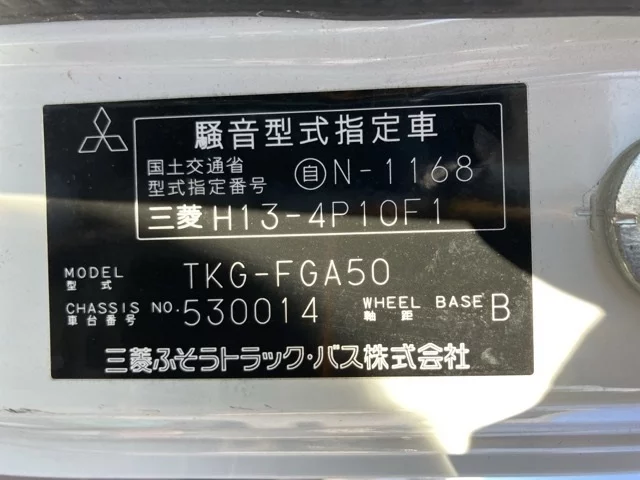 騒音型式指定車
国土交通省
型式指定番号 自N-1168
三菱 H13-4P10F1
MODEL
型式 TKG-FGA50
CHASSIS NO. 530014 WHEEL BASE B
車台番号 軸距
三菱ふそうトラック・バス株式会社